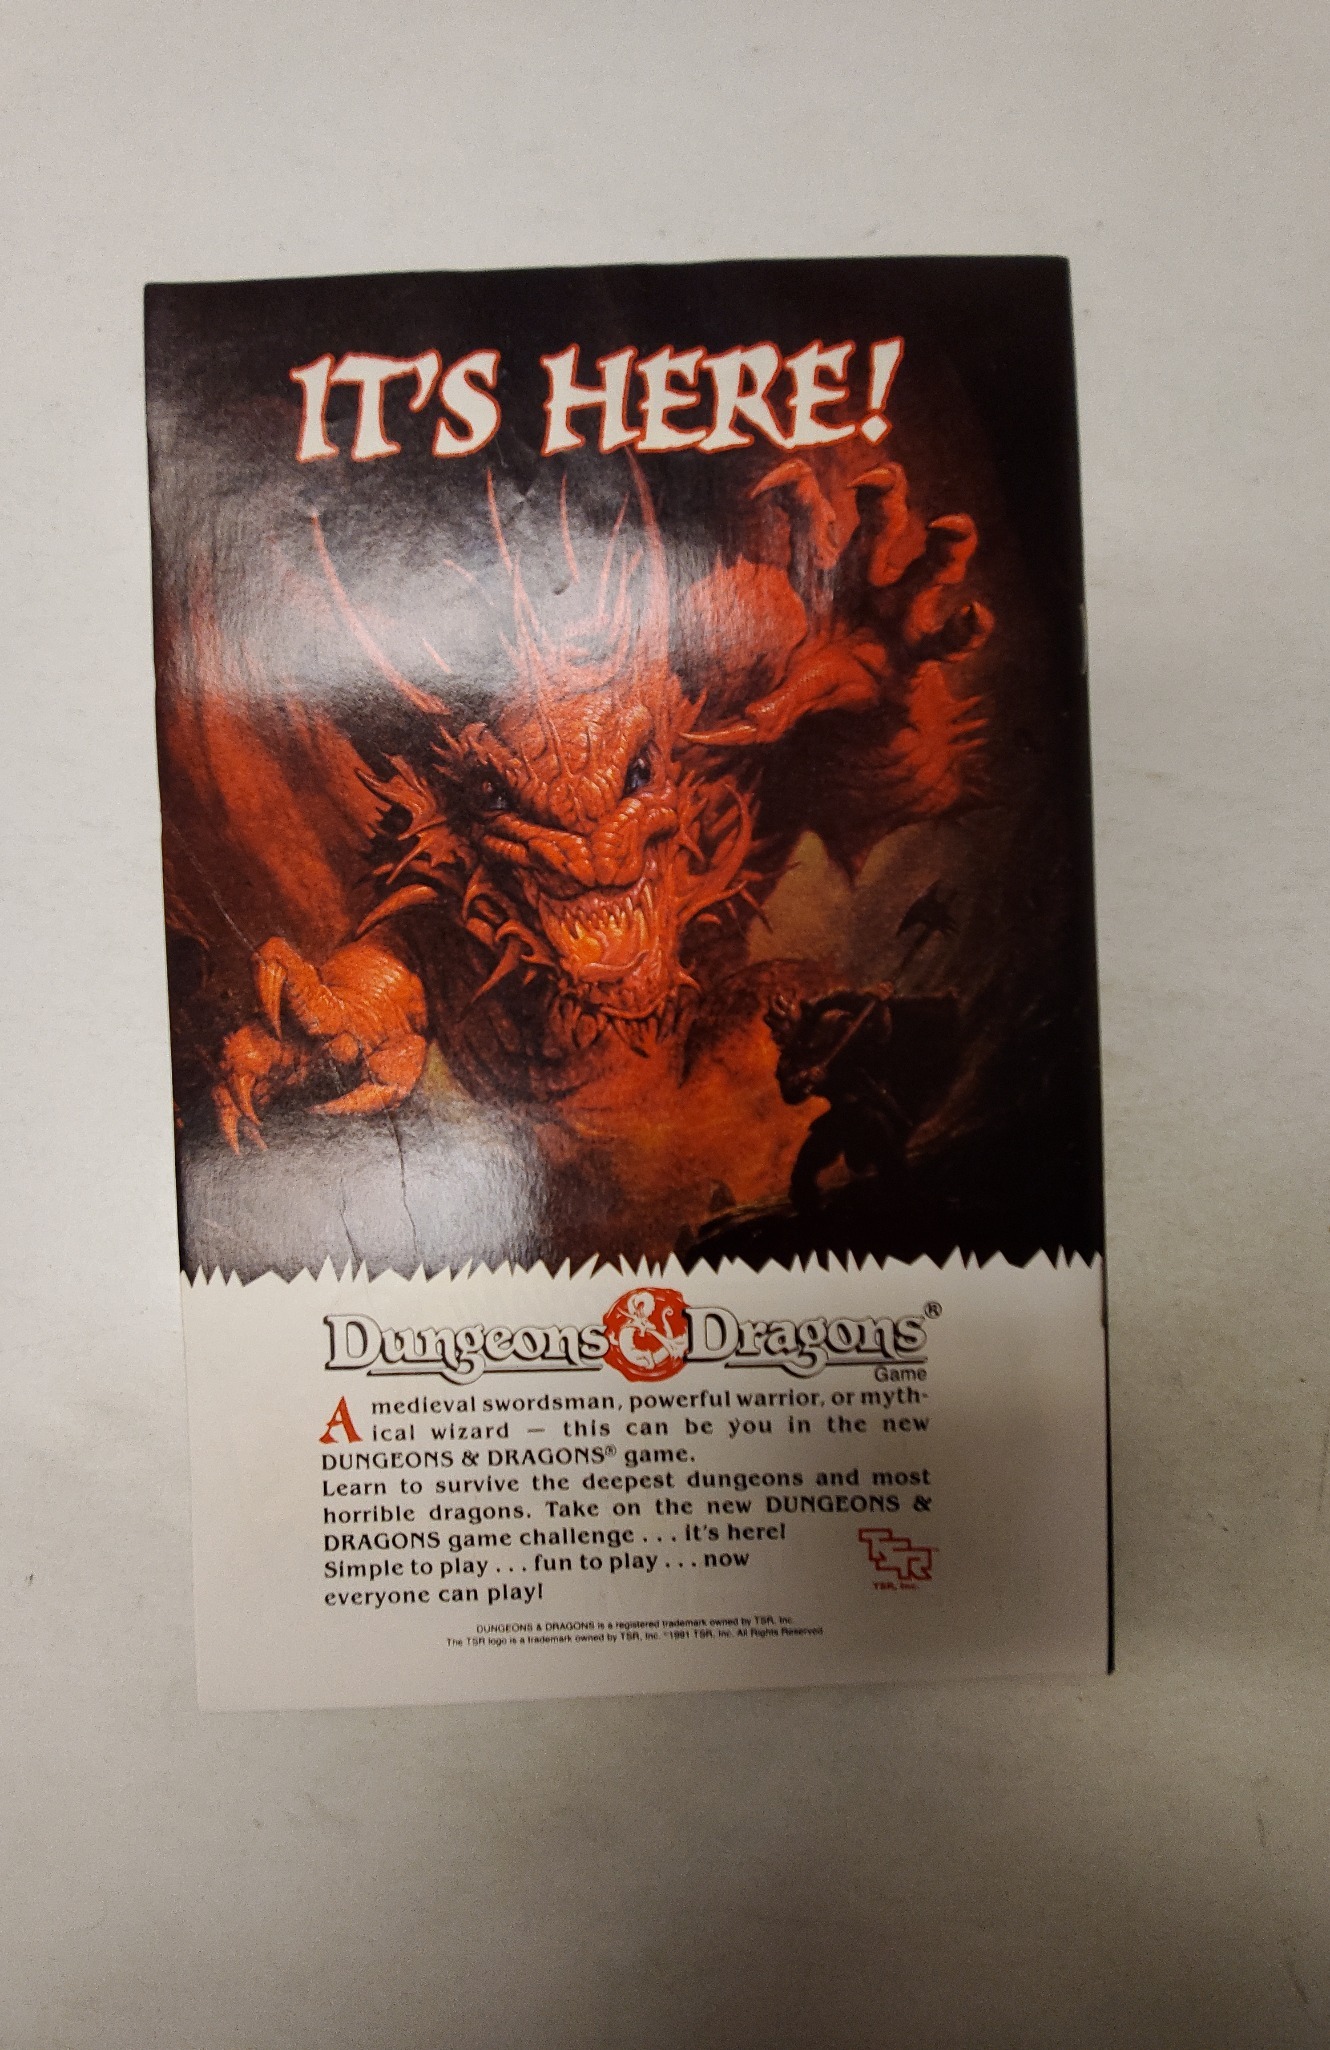 IT'S HERE!
Dungeons & Dragons®
Game
A medieval swordsman, powerful warrior, or myth-
ical wizard — this can be you in the new
DUNGEONS & DRAGONS® game.
Learn to survive the deepest dungeons and most
horrible dragons. Take on the new DUNGEONS &
DRAGONS game challenge . . . it's here!
Simple to play . . . fun to play . . . now
everyone can play!
TSR
TSR, Inc.
DUNGEONS & DRAGONS is a registered trademark owned by TSR, Inc.
The TSR logo is a trademark owned by TSR, Inc. ©1991 TSR, Inc. All Rights Reserved